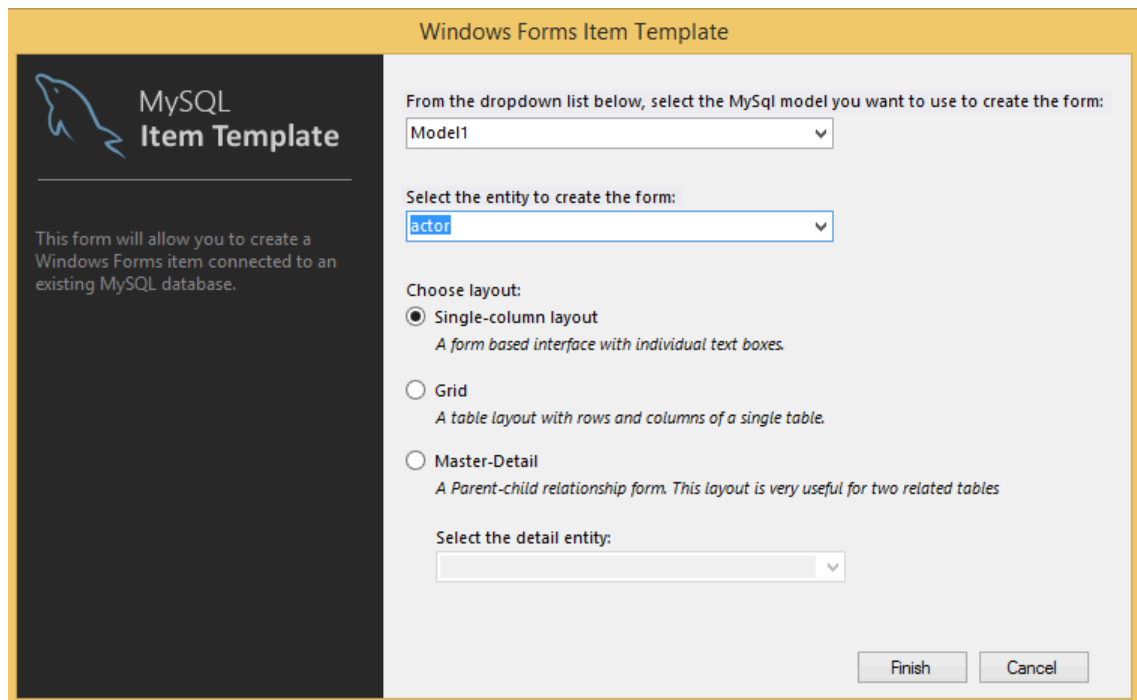 Windows Forms Item Template
MySQL
Item Template
This form will allow you to create a
Windows Forms item connected to an
existing MySQL database.
From the dropdown list below, select the MySql model you want to use to create the form:
Model1
Select the entity to create the form:
actor
Choose layout:
Single-column layout
A form based interface with individual text boxes.
Grid
A table layout with rows and columns of a single table.
Master-Detail
A Parent-child relationship form. This layout is very useful for two related tables
Select the detail entity:
Finish
Cancel